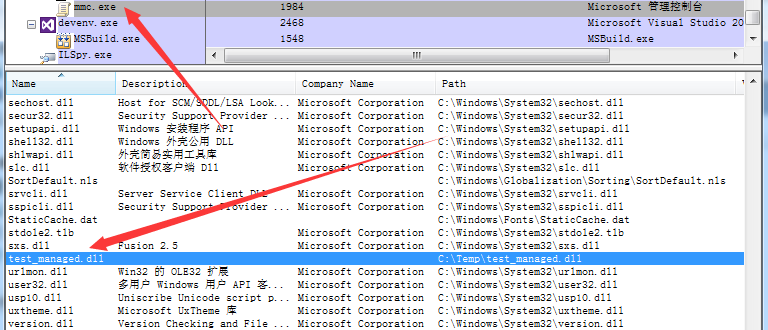 mmc.exe 1984 Microsoft 管理控制台
devenv.exe 2468 Microsoft Visual Studio 20
MSBuild.exe 1548 MSBuild.exe
ILSpy.exe
Name Description Company Name Path
sechost.dll Host for SCM/SDDL/LSA Look... Microsoft Corporation C:\Windows\System32\sechost.dll
secur32.dll Security Support Provider ... Microsoft Corporation C:\Windows\System32\secur32.dll
setupapi.dll Windows 安装程序 API Microsoft Corporation C:\Windows\System32\setupapi.dll
shell32.dll Windows 外壳公用 DLL Microsoft Corporation C:\Windows\System32\shell32.dll
shlwapi.dll 外壳简易实用工具库 Microsoft Corporation C:\Windows\System32\shlwapi.dll
slc.dll 软件授权客户端 Dll Microsoft Corporation C:\Windows\System32\slc.dll
SortDefault.nls C:\Windows\Globalization\Sorting\SortDefault.nls
srvcli.dll Server Service Client DLL Microsoft Corporation C:\Windows\System32\srvcli.dll
sspicli.dll Security Support Provider ... Microsoft Corporation C:\Windows\System32\sspicli.dll
StaticCache.dat C:\Windows\Fonts\StaticCache.dat
stdole2.tlb Microsoft Corporation C:\Windows\System32\stdole2.tlb
sxs.dll Fusion 2.5 Microsoft Corporation C:\Windows\System32\sxs.dll
test_managed.dll C:\Temp\test_managed.dll
urlmon.dll Win32 的 OLE32 扩展 Microsoft Corporation C:\Windows\System32\urlmon.dll
user32.dll 多用户 Windows 用户 API 客... Microsoft Corporation C:\Windows\System32\user32.dll
usp10.dll Uniscribe Unicode script p... Microsoft Corporation C:\Windows\System32\usp10.dll
uxtheme.dll Microsoft UxTheme 库 Microsoft Corporation C:\Windows\System32\uxtheme.dll
version.dll Version Checking and File ... Microsoft Corporation C:\Windows\System32\version.dll